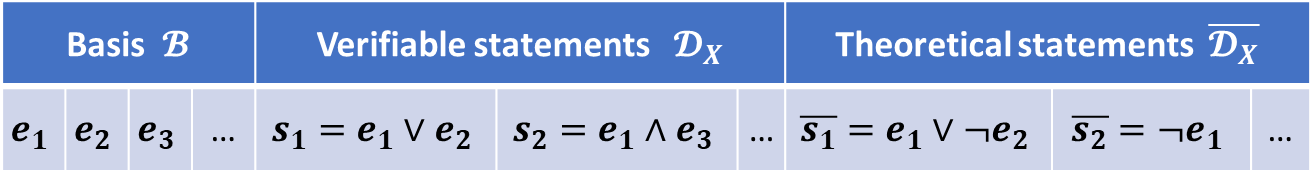 Basis 𝓑 Verifiable statements 𝓓_X Theoretical statements \overline{𝓓_X}
e₁ e₂ e₃ ... s₁ = e₁ ∨ e₂ s₂ = e₁ ∧ e₃ ... \overline{s₁} = e₁ ∨ ¬e₂ \overline{s₂} = ¬e₁ ...